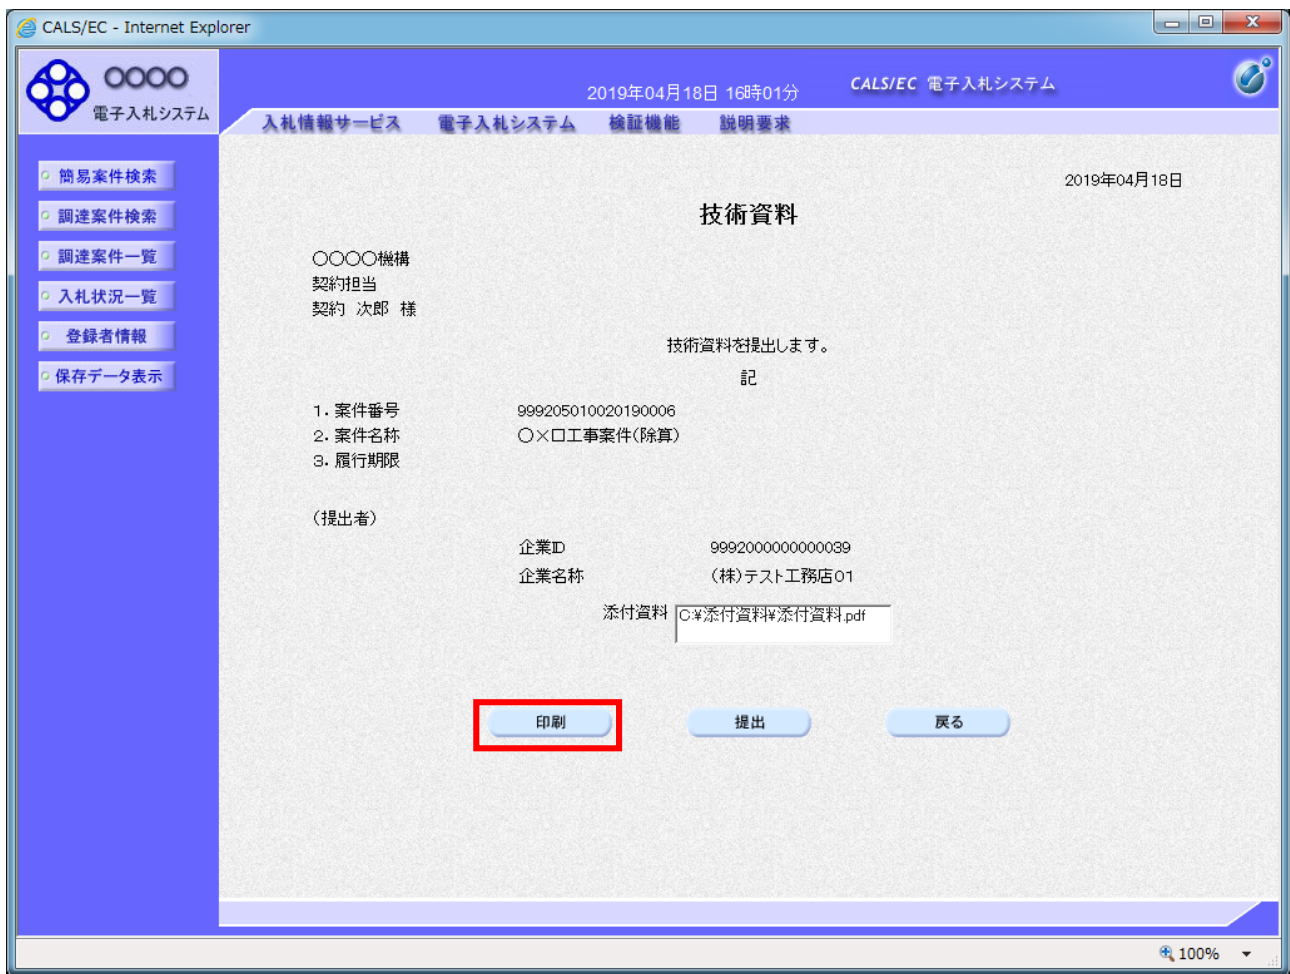 CALS/EC - Internet Explorer
〇〇〇〇
電子入札システム
2019年04月18日 16時01分
CALS/EC 電子入札システム
入札情報サービス 電子入札システム 検証機能 説明要求
簡易案件検索
調達案件検索
調達案件一覧
入札状況一覧
登録者情報
保存データ表示
2019年04月18日
技術資料
〇〇〇〇機構
契約担当
契約 次郎 様
技術資料を提出します。
記
1. 案件番号 999205010020190006
2. 案件名称 〇×口工事案件(除算)
3. 履行期限
(提出者)
企業ID 9992000000000039
企業名称 (株)テスト工務店01
添付資料 C:¥添付資料¥添付資料.pdf
印刷 提出 戻る
100%